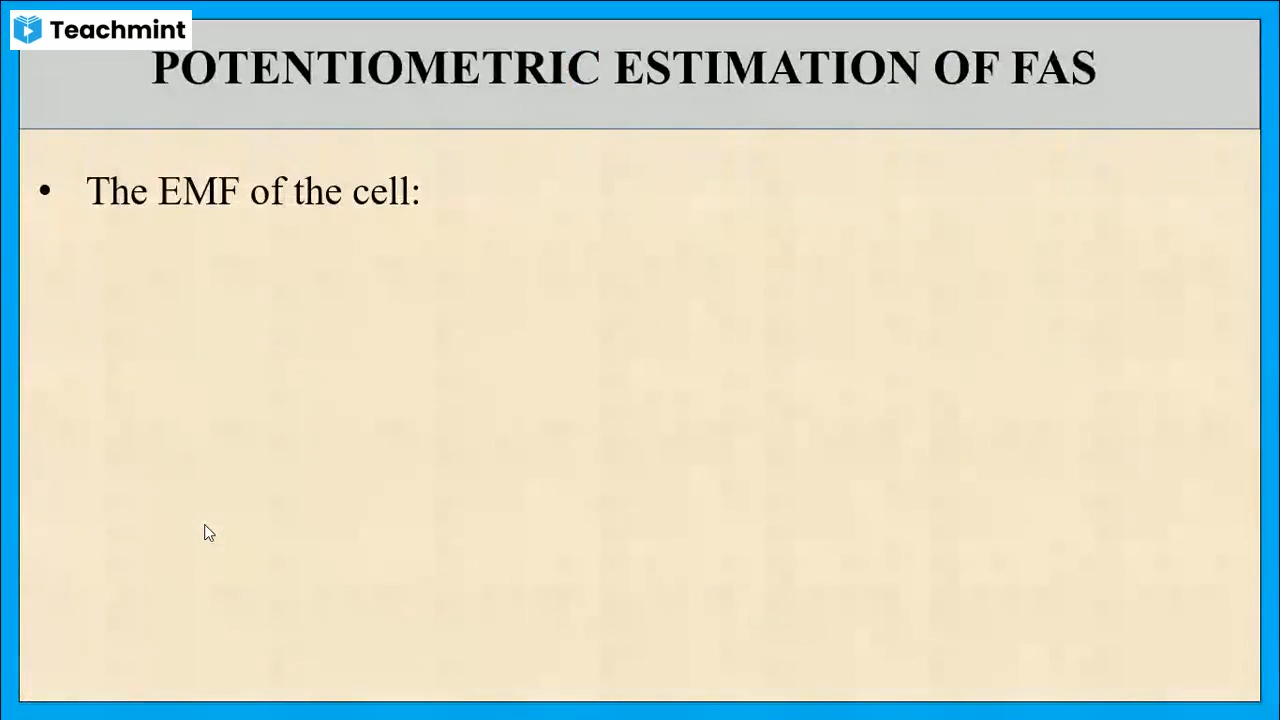 Teachmint
POTENTIOMETRIC ESTIMATION OF FAS
• The EMF of the cell: